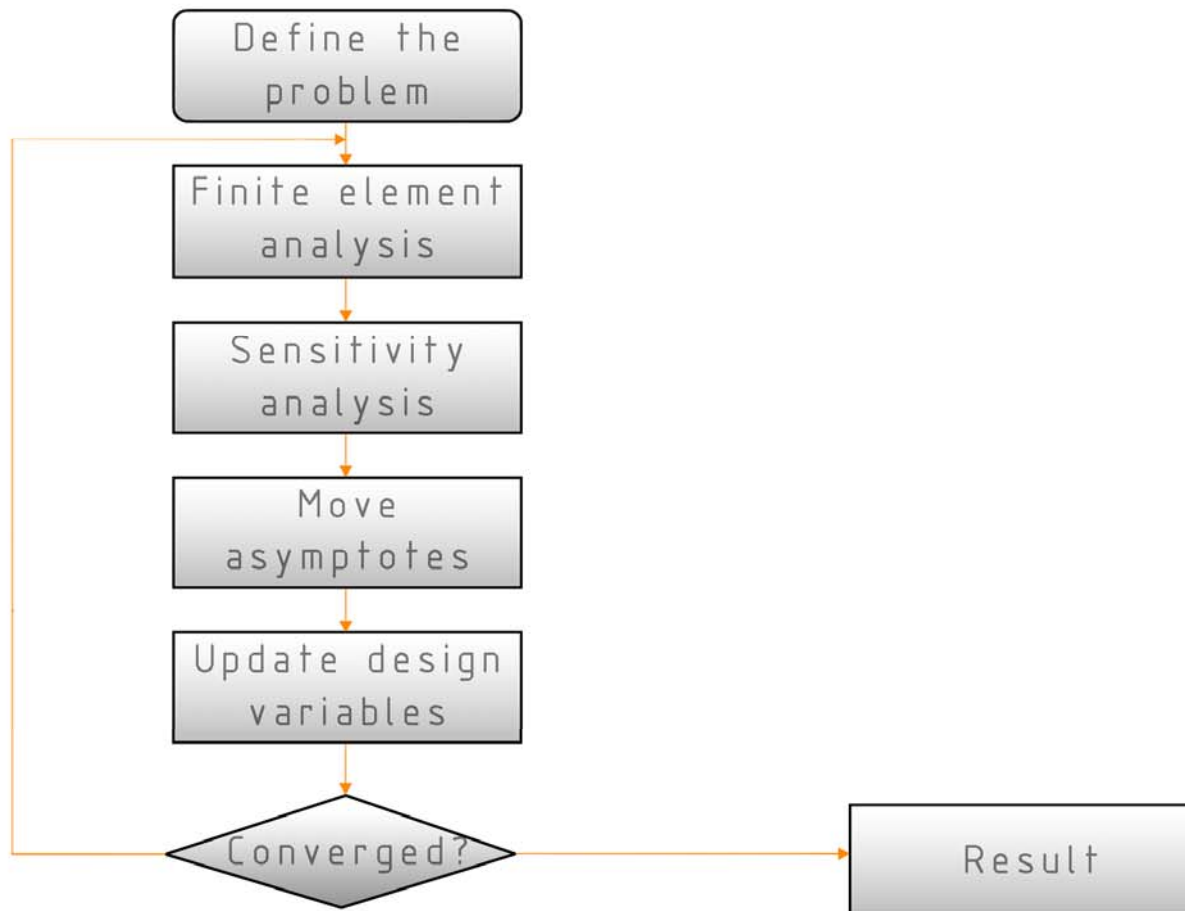 Define the
problem
Finite element
analysis
Sensitivity
analysis
Move
asymptotes
Update design
variables
Converged?
Result